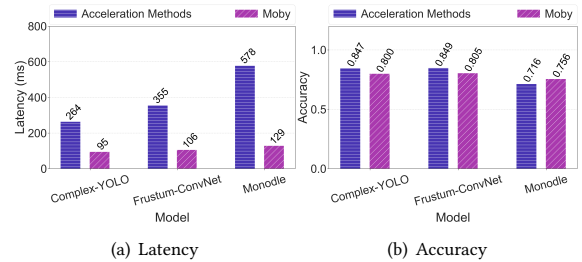 Acceleration Methods Moby
800
600
400
200
0
Latency (ms)
264
95
355
106
578
129
Complex-YOLO
Frustum-ConvNet
Monodle
Model
(a) Latency
Acceleration Methods Moby
1.0
0.5
0.0
Accuracy
0.847
0.800
0.849
0.805
0.716
0.756
Complex-YOLO
Frustum-ConvNet
Monodle
Model
(b) Accuracy